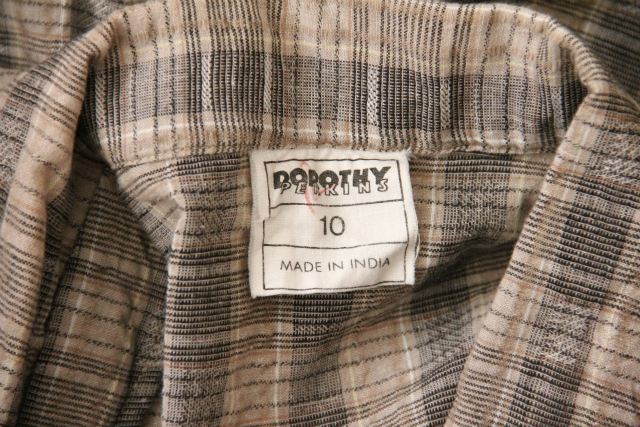 DOROTHY
PERKINS
10
MADE IN INDIA